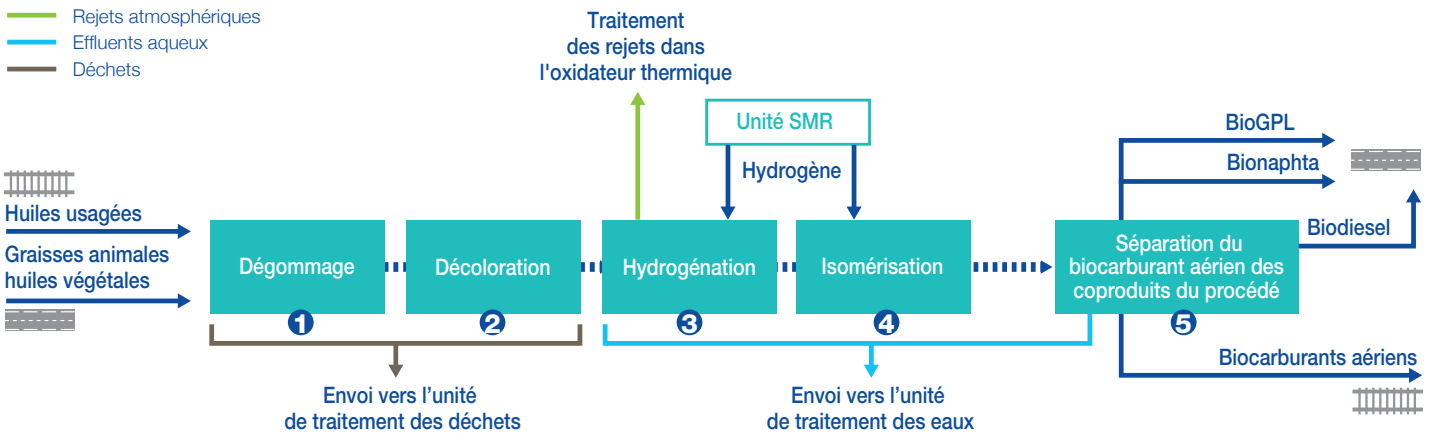 Rejets atmosphériques
Effluents aqueux
Déchets
Traitement
des rejets dans
l'oxidateur thermique
Unité SMR
Hydrogène
Huiles usagées
Graisses animales
huiles végétales
Dégommage
Décoloration
Hydrogénation
Isomérisation
Séparation du
biocarburant aérien des
coproduits du procédé
1
2
3
4
5
BioGPL
Bionaphta
Biodiesel
Biocarburants aériens
Envoi vers l’unité
de traitement des déchets
Envoi vers l’unité
de traitement des eaux